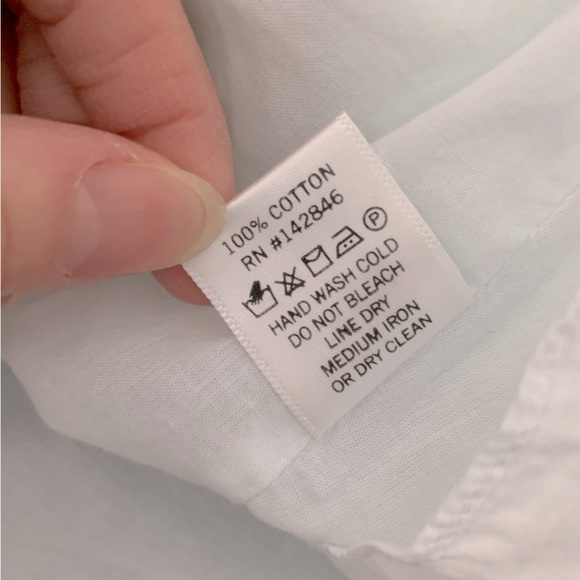 100% COTTON
RN #142846
P
HAND WASH COLD
DO NOT BLEACH
LINE DRY
MEDIUM IRON
OR DRY CLEAN